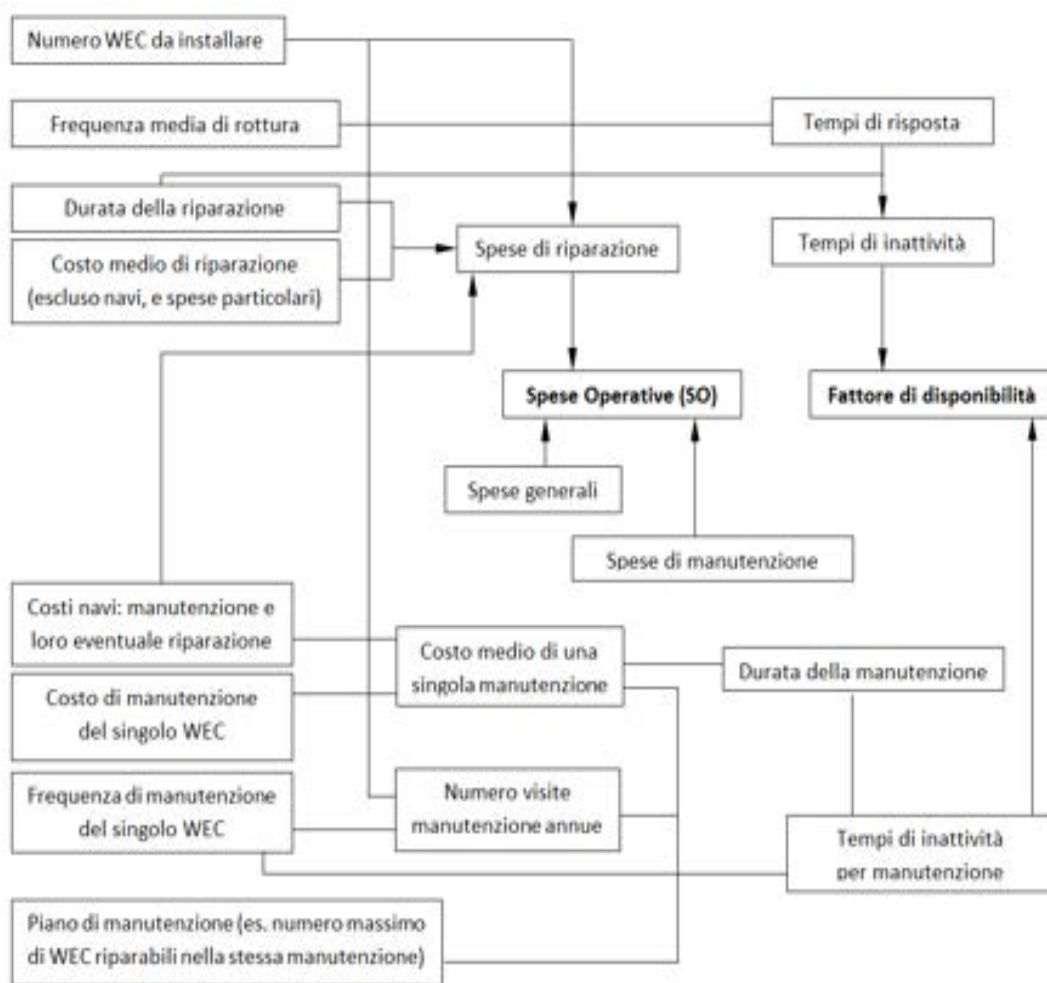 Numero WEC da installare
Frequenza media di rottura
Tempi di risposta
Durata della riparazione
Costo medio di riparazione
(escluso navi, e spese particolari)
Spese di riparazione
Tempi di inattività
Spese Operative (SO)
Fattore di disponibilità
Spese generali
Spese di manutenzione
Costi navi: manutenzione e
loro eventuale riparazione
Costo medio di una
singola manutenzione
Durata della manutenzione
Costo di manutenzione
del singolo WEC
Frequenza di manutenzione
del singolo WEC
Numero visite
manutenzione annue
Tempi di inattività
per manutenzione
Piano di manutenzione (es. numero massimo
di WEC riparabili nella stessa manutenzione)